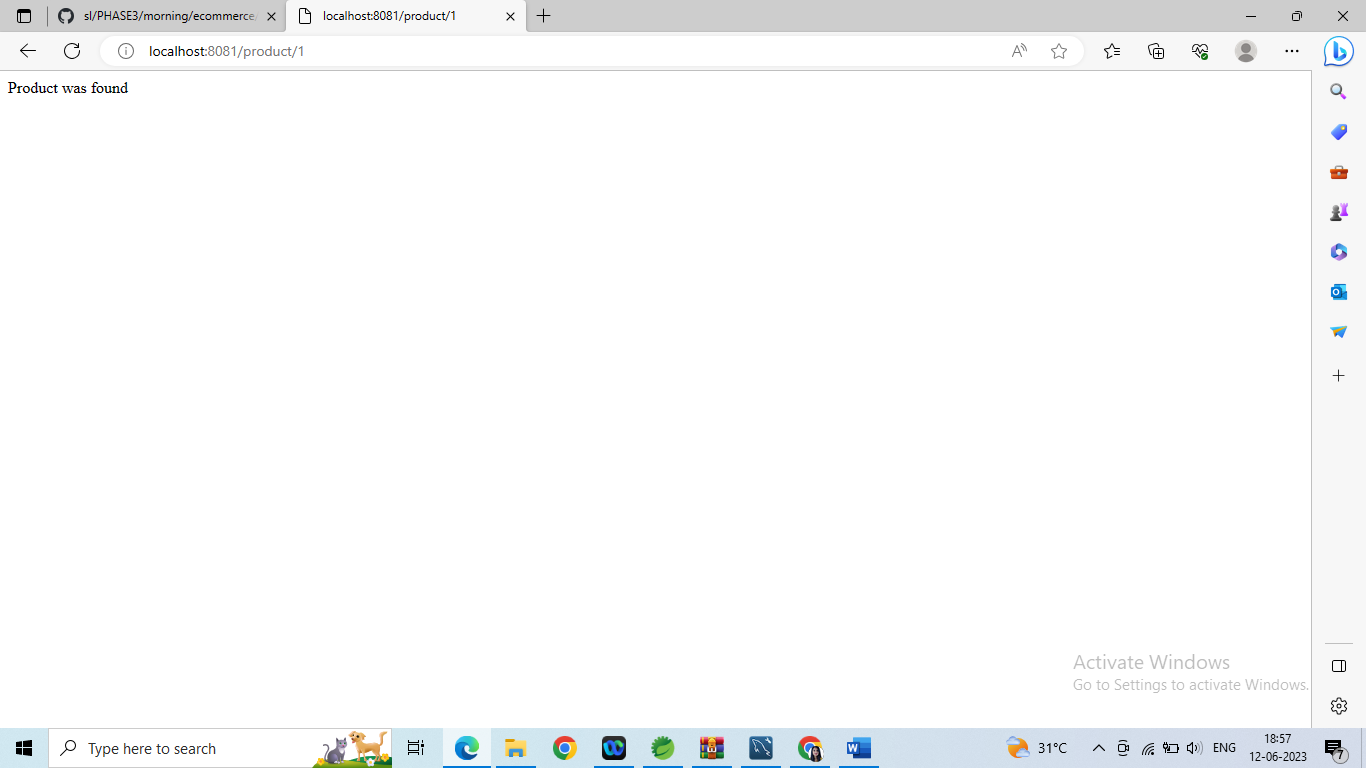 sl/PHASE3/morning/ecommerce/
localhost:8081/product/1
localhost:8081/product/1
Product was found
Activate Windows
Go to Settings to activate Windows.
Type here to search
31°C
ENG
18:57
12-06-2023
7